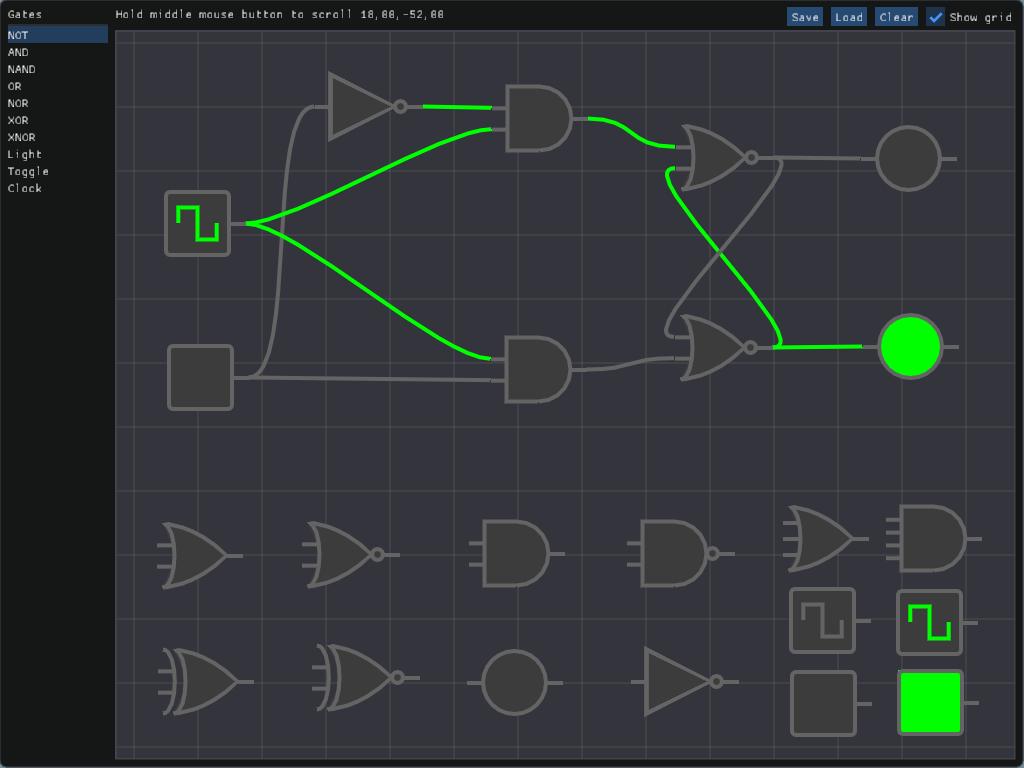 Gates
Hold middle mouse button to scroll 18,00,-52,00
Save
Load
Clear
Show grid
NOT
AND
NAND
OR
NOR
XOR
XNOR
Light
Toggle
Clock